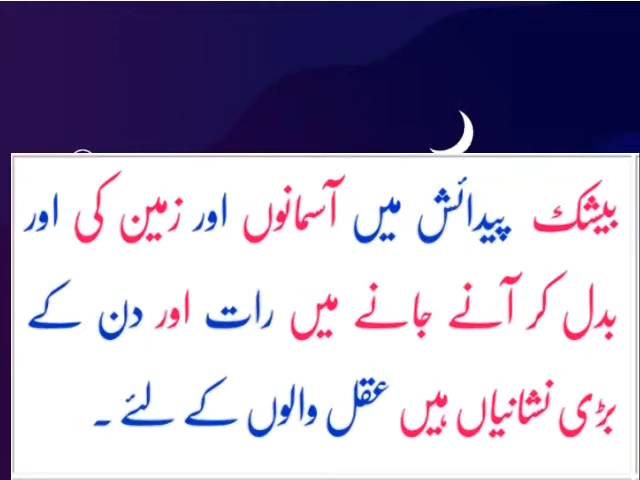 بیشک پیدائش میں آسمانوں اور زمین کی اور
بدل کر آنے جانے میں رات اور دن کے
بڑی نشانیاں ہیں عقل والوں کے لئے ۔